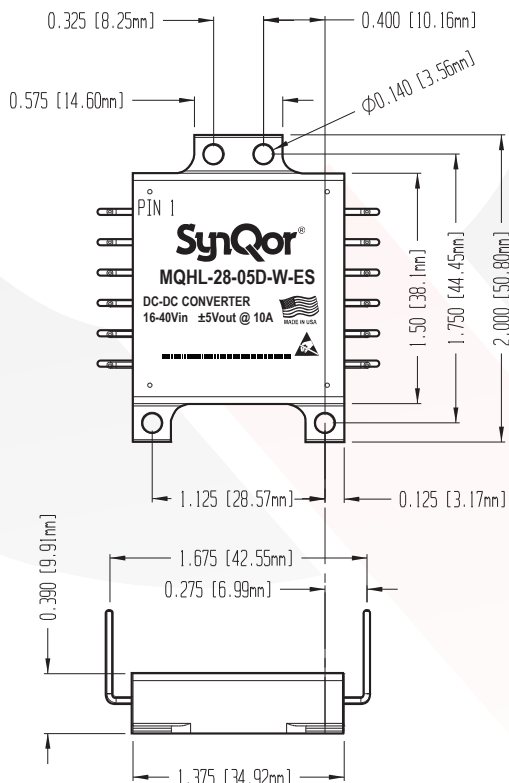 0.325 [8.25mm]
0.400 [10.16mm]
0.575 [14.60mm]
Ø0.140 [3.56mm]
PIN 1
SynQor®
MQHL-28-05D-W-ES
DC-DC CONVERTER
16-40Vin ±5Vout @ 10A
MADE IN USA
1.50 [38.1mm]
1.750 [44.45mm]
2.000 [50.80mm]
1.125 [28.57mm]
0.125 [3.17mm]
1.675 [42.55mm]
0.275 [6.99mm]
0.390 [9.91mm]
1.375 [34.92mm]